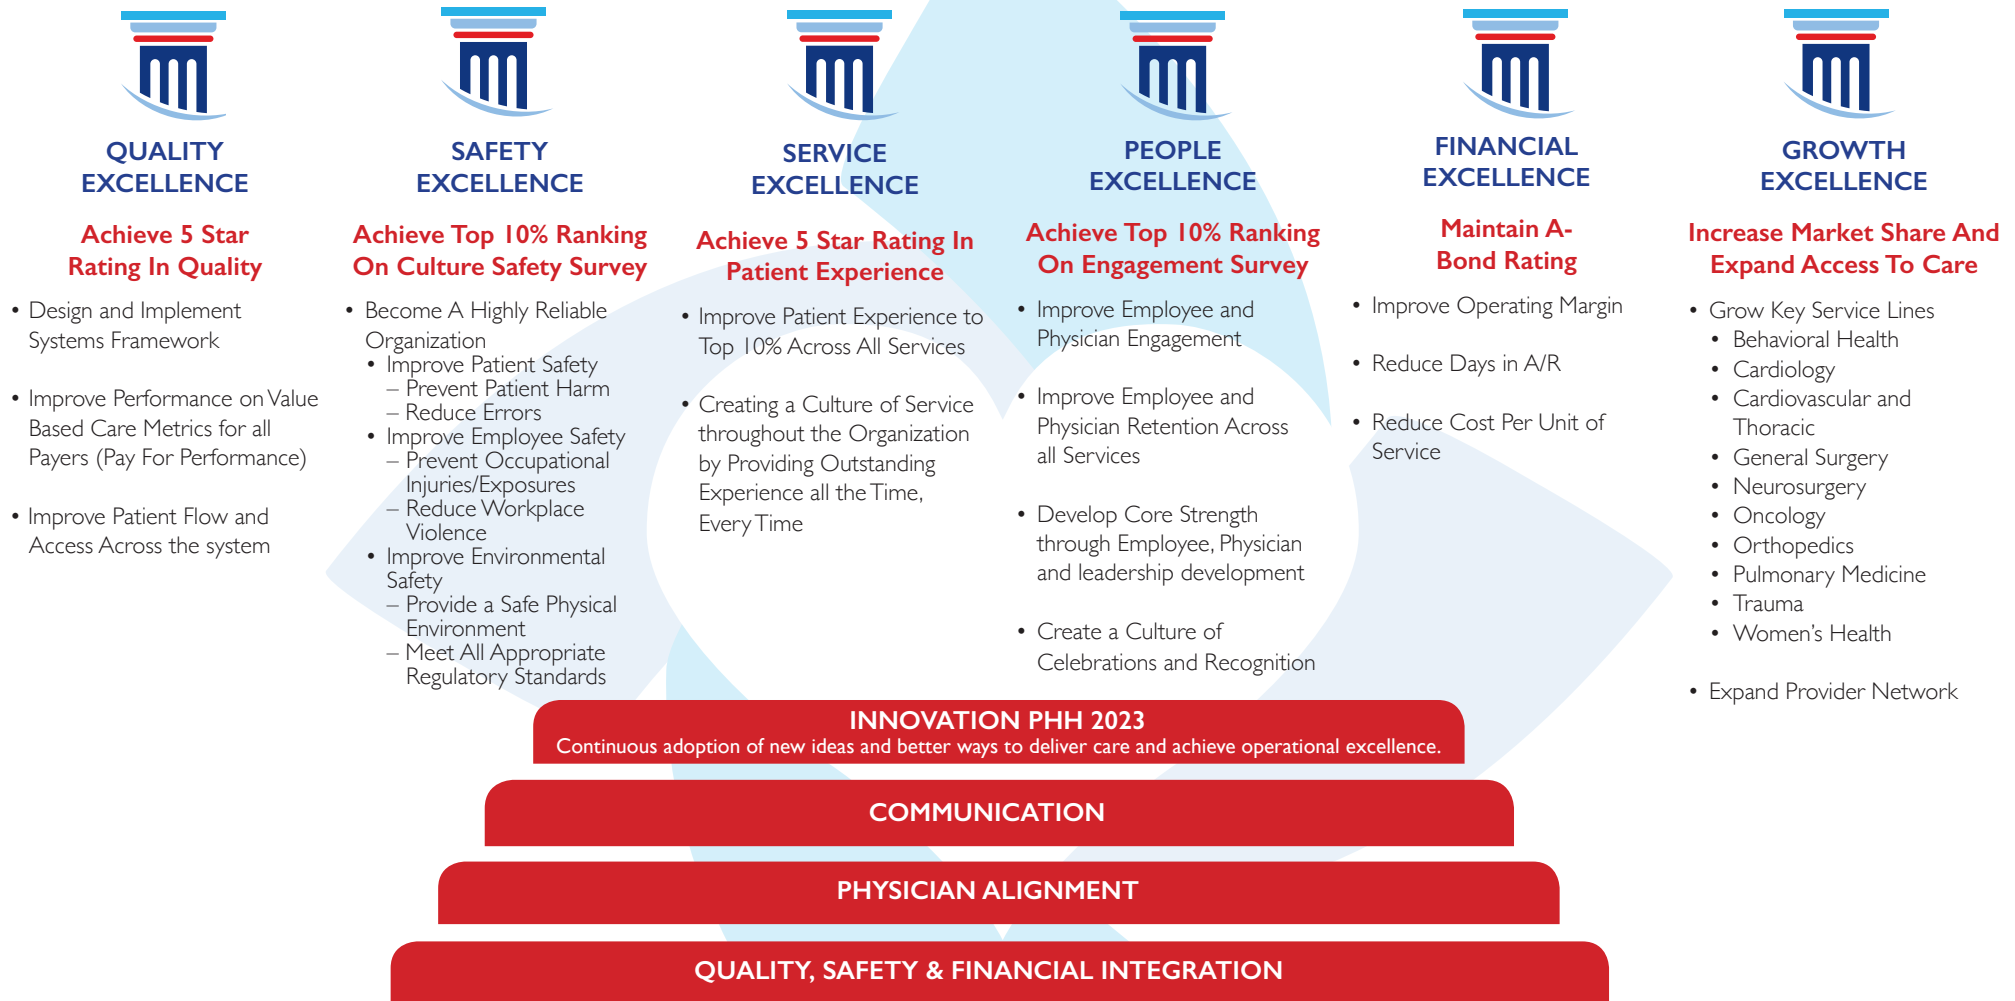 QUALITY
EXCELLENCE
Achieve 5 Star
Rating In Quality
• Design and Implement
Systems Framework
• Improve Performance on Value
Based Care Metrics for all
Payers (Pay For Performance)
• Improve Patient Flow and
Access Across the system
SAFETY
EXCELLENCE
Achieve Top 10% Ranking
On Culture Safety Survey
• Become A Highly Reliable
Organization
• Improve Patient Safety
– Prevent Patient Harm
– Reduce Errors
• Improve Employee Safety
– Prevent Occupational
Injuries/Exposures
– Reduce Workplace
Violence
• Improve Environmental
Safety
– Provide a Safe Physical
Environment
– Meet All Appropriate
Regulatory Standards
SERVICE
EXCELLENCE
Achieve 5 Star Rating In
Patient Experience
• Improve Patient Experience to
Top 10% Across All Services
• Creating a Culture of Service
throughout the Organization
by Providing Outstanding
Experience all the Time,
Every Time
PEOPLE
EXCELLENCE
Achieve Top 10% Ranking
On Engagement Survey
• Improve Employee and
Physician Engagement
• Improve Employee and
Physician Retention Across
all Services
• Develop Core Strength
through Employee, Physician
and leadership development
• Create a Culture of
Celebrations and Recognition
FINANCIAL
EXCELLENCE
Maintain A-
Bond Rating
• Improve Operating Margin
• Reduce Days in A/R
• Reduce Cost Per Unit of
Service
GROWTH
EXCELLENCE
Increase Market Share And
Expand Access To Care
• Grow Key Service Lines
• Behavioral Health
• Cardiology
• Cardiovascular and
Thoracic
• General Surgery
• Neurosurgery
• Oncology
• Orthopedics
• Pulmonary Medicine
• Trauma
• Women’s Health
• Expand Provider Network
INNOVATION PHH 2023
Continuous adoption of new ideas and better ways to deliver care and achieve operational excellence.
COMMUNICATION
PHYSICIAN ALIGNMENT
QUALITY, SAFETY & FINANCIAL INTEGRATION